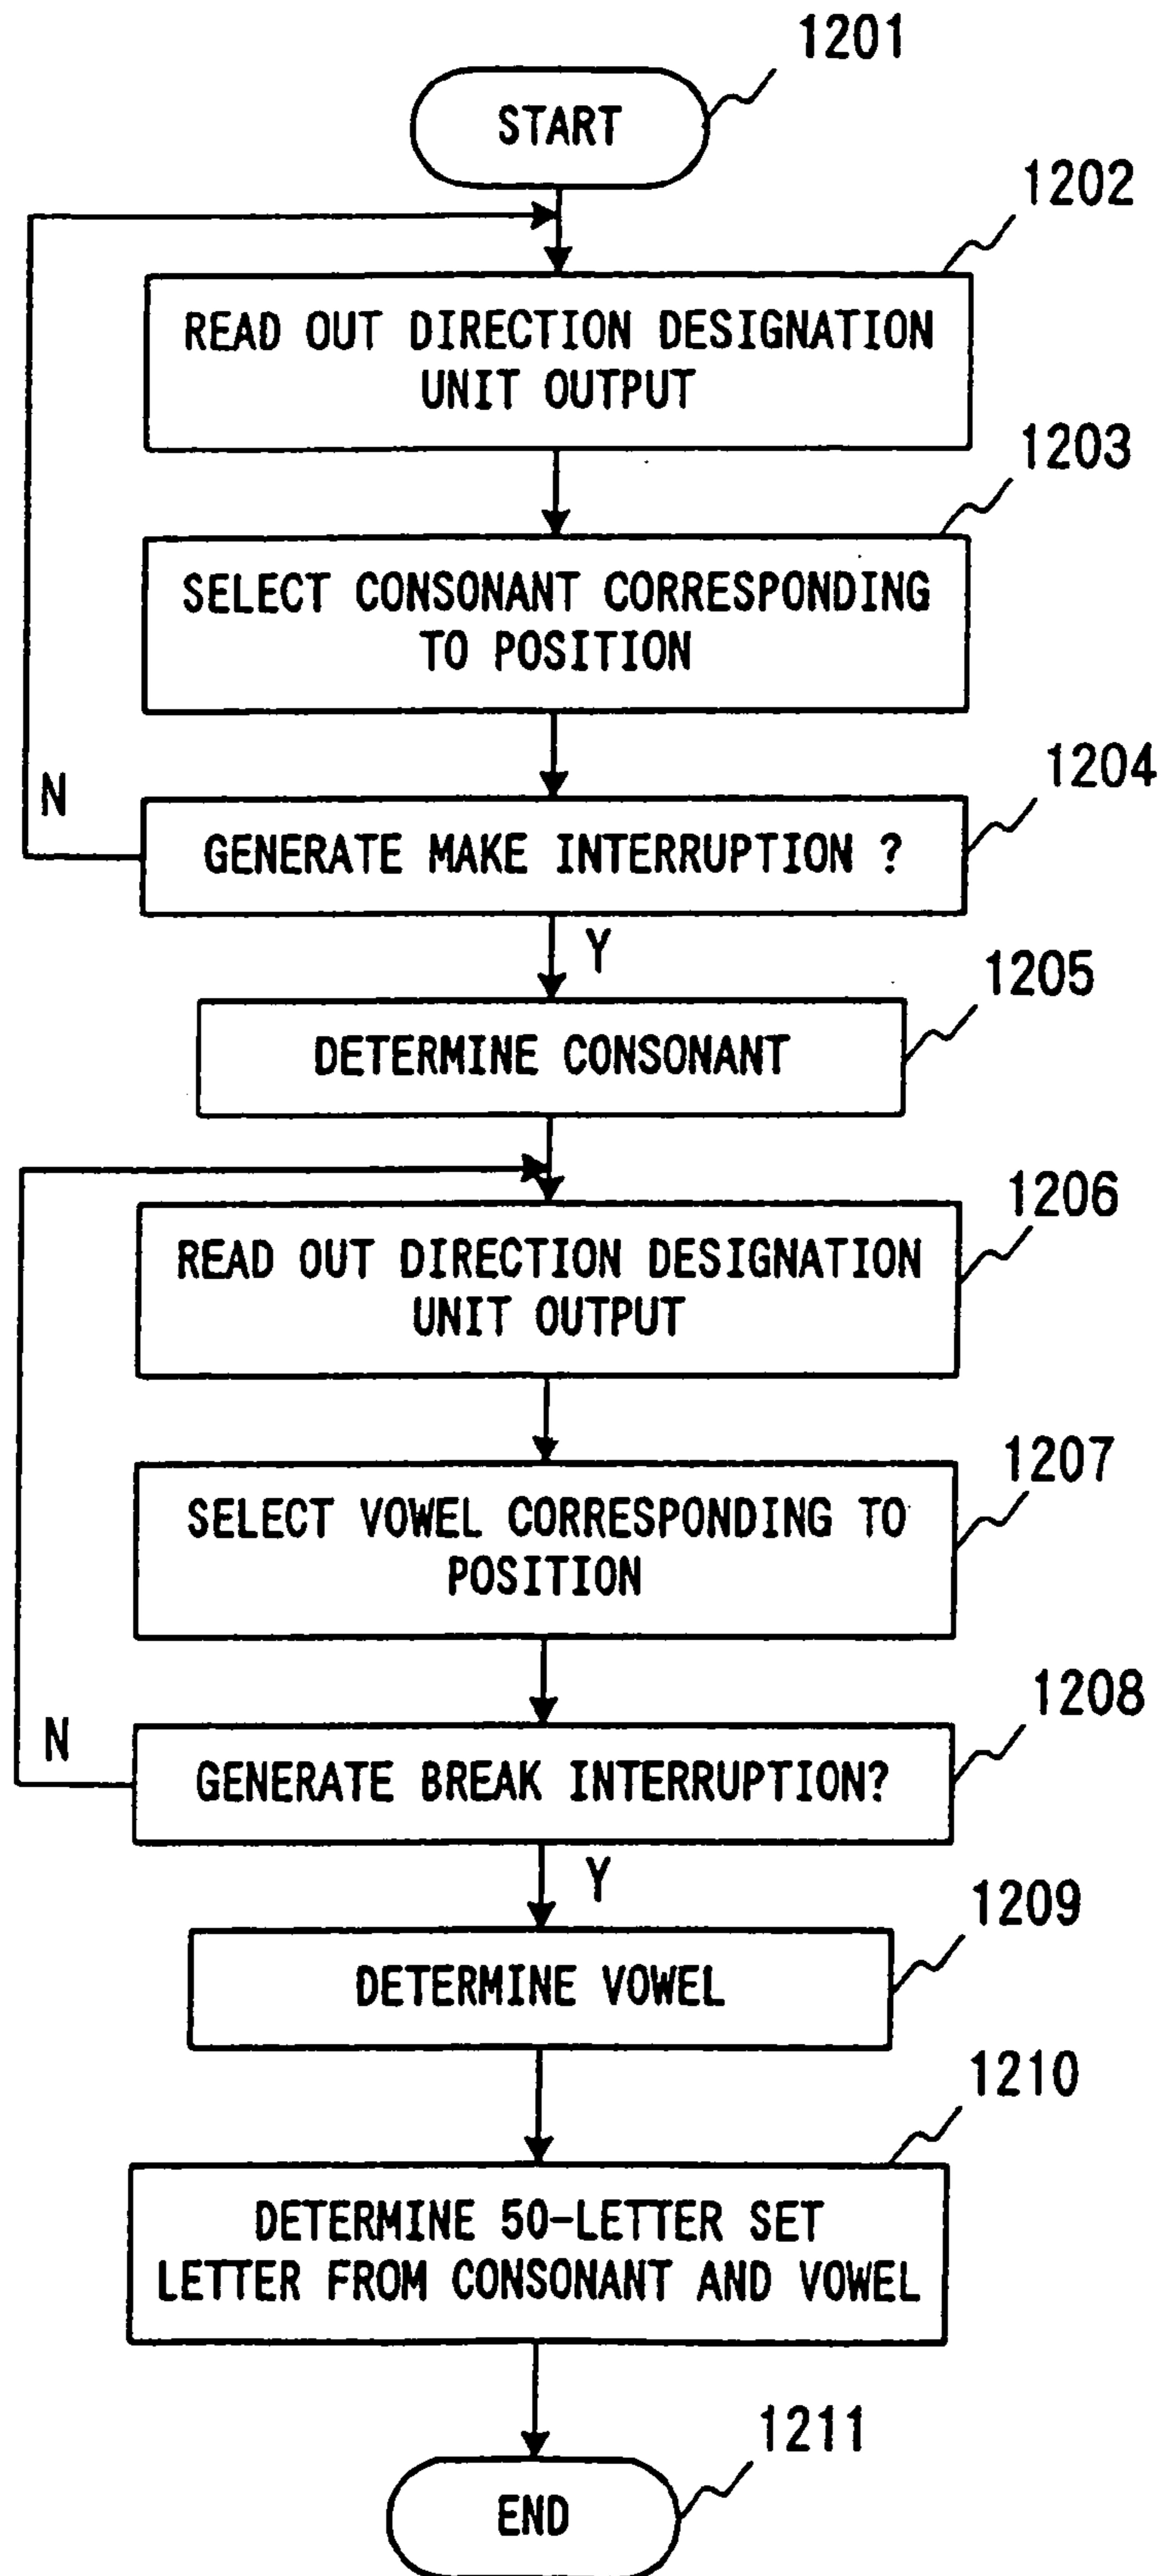 1201
START
1202
READ OUT DIRECTION DESIGNATION
UNIT OUTPUT
1203
SELECT CONSONANT CORRESPONDING
TO POSITION
1204
N
GENERATE MAKE INTERRUPTION ?
Y
1205
DETERMINE CONSONANT
1206
READ OUT DIRECTION DESIGNATION
UNIT OUTPUT
1207
SELECT VOWEL CORRESPONDING TO
POSITION
1208
N
GENERATE BREAK INTERRUPTION?
Y
1209
DETERMINE VOWEL
1210
DETERMINE 50-LETTER SET
LETTER FROM CONSONANT AND VOWEL
1211
END